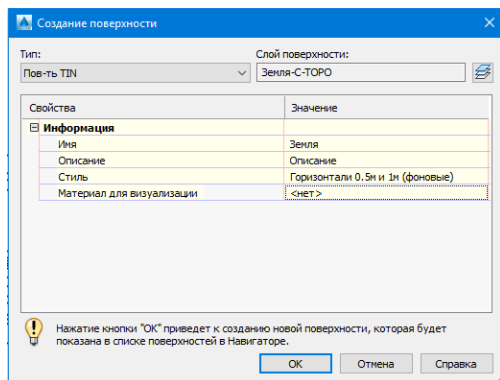 Создание поверхности
Тип: Слой поверхности:
Пов-ть TIN Земля-С-ТОРО
Свойства Значение
Информация
Имя Земля
Описание Описание
Стиль Горизонтали 0.5м и 1м (фоновые)
Материал для визуализации <нет>
Нажатие кнопки "ОК" приведет к созданию новой поверхности, которая будет
показана в списке поверхностей в Навигаторе.
ОК Отмена Справка